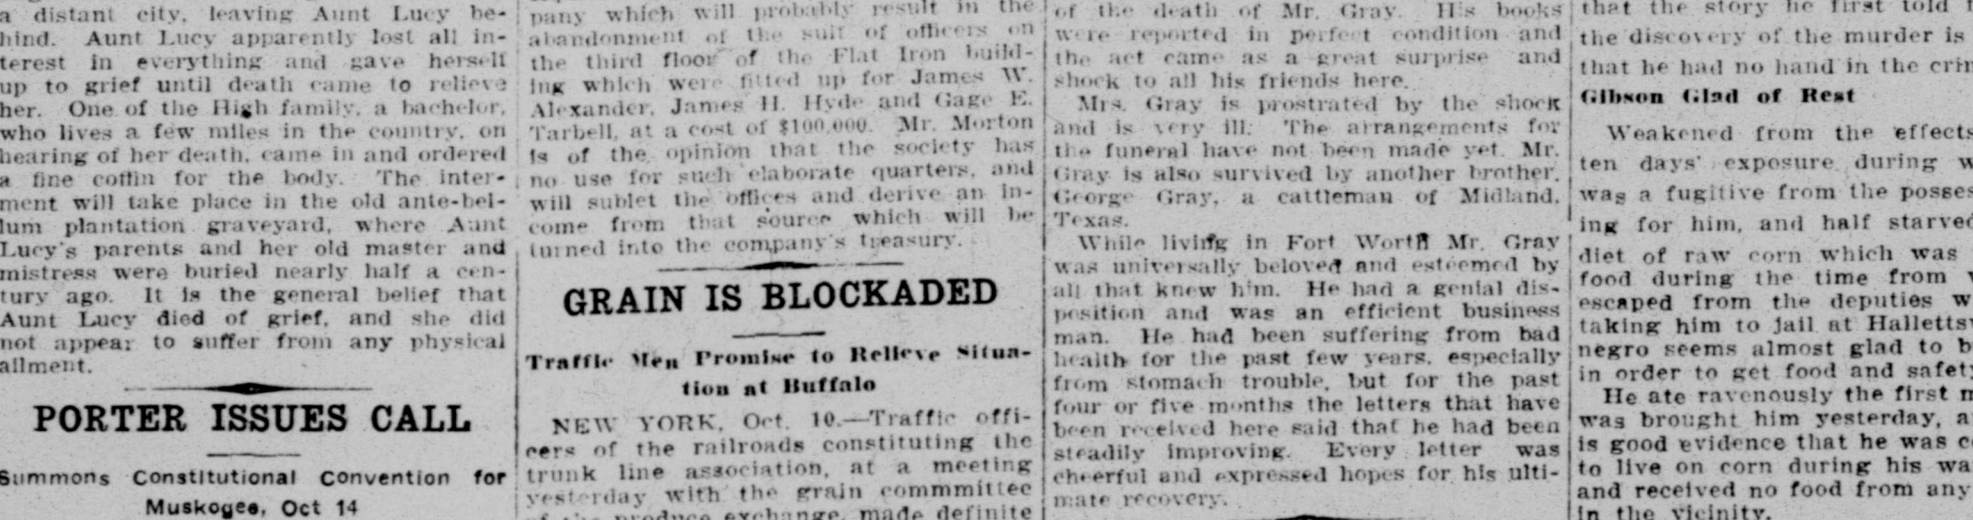 a distant city, leaving Aunt Lucy be-
hind. Aunt Lucy apparently lost all in-
terest in everything and gave herself
up to grief until death came to relieve
her. One of the High family, a bachelor,
who lives a few miles in the country, on
hearing of her death, came in and ordered
a fine coffin for the body. The inter-
ment will take place in the old ante-bel-
lum plantation graveyard, where Aunt
Lucy's parents and her old master and
mistress were buried nearly half a cen-
tury ago. It is the general belief that
Aunt Lucy died of grief, and she did
not appear to suffer from any physical
ailment.
PORTER ISSUES CALL
Summons Constitutional Convention for
Muskogee, Oct 14
pany which will probably result in the
abandonment of the suit of officers on
the third floor of the Flat Iron build-
ing which were fitted up for James W.
Alexander, James H. Hyde and Gage E.
Tarbell, at a cost of $100,000. Mr. Morton
is of the opinion that the society has
no use for such elaborate quarters, and
will sublet the offices and derive an in-
come from that source which will be
turned into the company's treasury.
GRAIN IS BLOCKADED
Traffic Men Promise to Relieve Situa-
tion at Buffalo
NEW YORK, Oct. 10.—Traffic offi-
cers of the railroads constituting the
trunk line association, at a meeting
yesterday with the grain commmittee
of the produce exchange, made definite
of the death of Mr. Gray. His books
were reported in perfect condition and
the act came as a great surprise and
shock to all his friends here.
Mrs. Gray is prostrated by the shock
and is very ill. The arrangements for
the funeral have not been made yet. Mr.
Gray is also survived by another brother,
George Gray, a cattleman of Midland,
Texas.
While living in Fort Worth Mr. Gray
was universally beloved and esteemed by
all that knew him. He had a genial dis-
position and was an efficient business
man. He had been suffering from bad
health for the past few years, especially
from stomach trouble, but for the past
four or five months the letters that have
been received here said that he had been
steadily improving. Every letter was
cheerful and expressed hopes for his ulti-
mate recovery.
that the story he first told
the discovery of the murder is
that he had no hand in the
Gibson Glad of Rest
Weakened from the effects
ten days' exposure during
was a fugitive from the posses
ing for him, and half starved
diet of raw corn which was
food during the time from
escaped from the deputies
taking him to jail at
negro seems almost glad to
in order to get food and
He ate ravenously the first
was brought him yesterday,
is good evidence that he was
to live on corn during his
and received no food from any
in the vicinity.